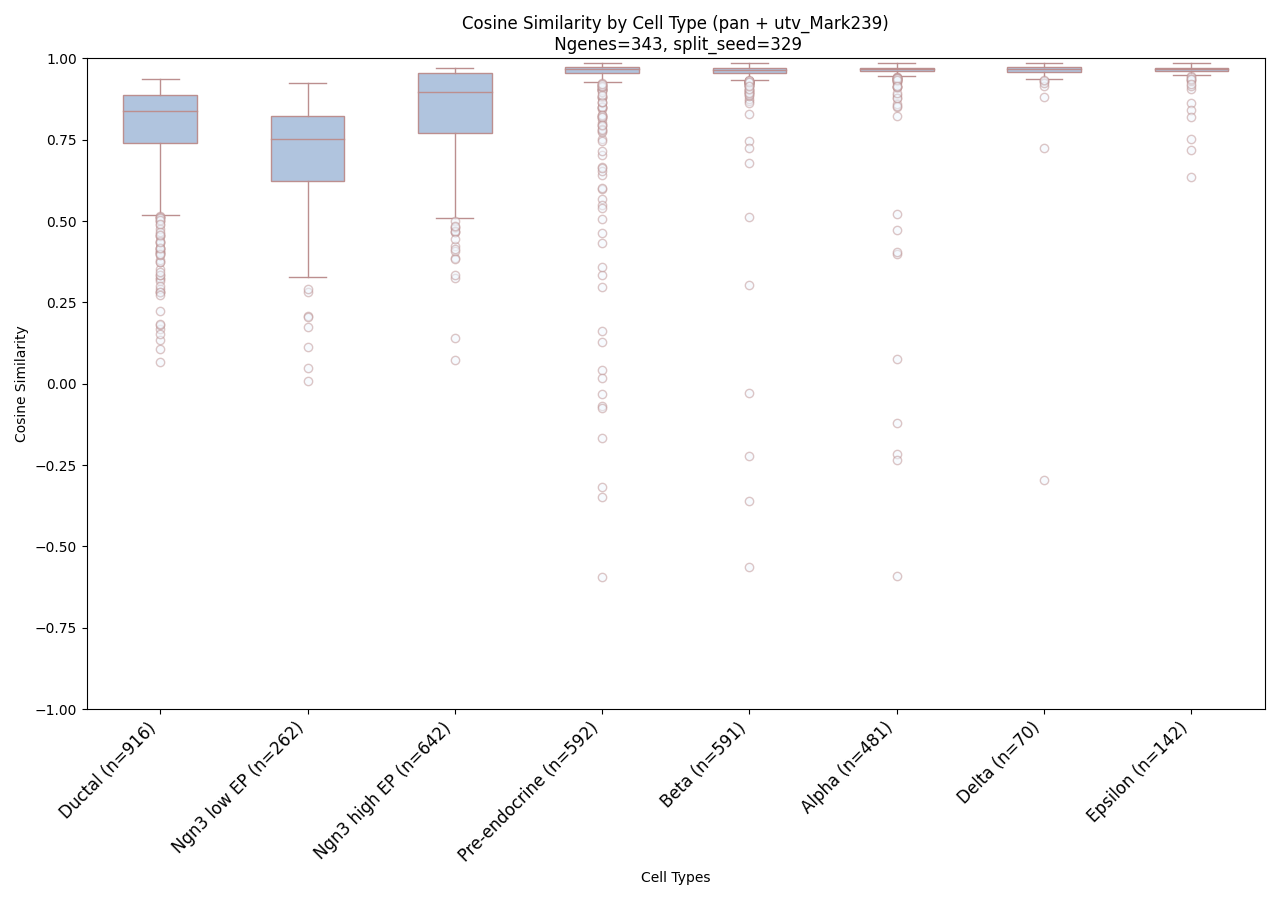 Cosine Similarity by Cell Type (pan + utv_Mark239)
Ngenes=343, split_seed=329
1.00
0.75
0.50
0.25
0.00
−0.25
−0.50
−0.75
−1.00
Cosine Similarity
Ductal (n=916)
Ngn3 low EP (n=262)
Ngn3 high EP (n=642)
Pre-endocrine (n=592)
Beta (n=591)
Alpha (n=481)
Delta (n=70)
Epsilon (n=142)
Cell Types